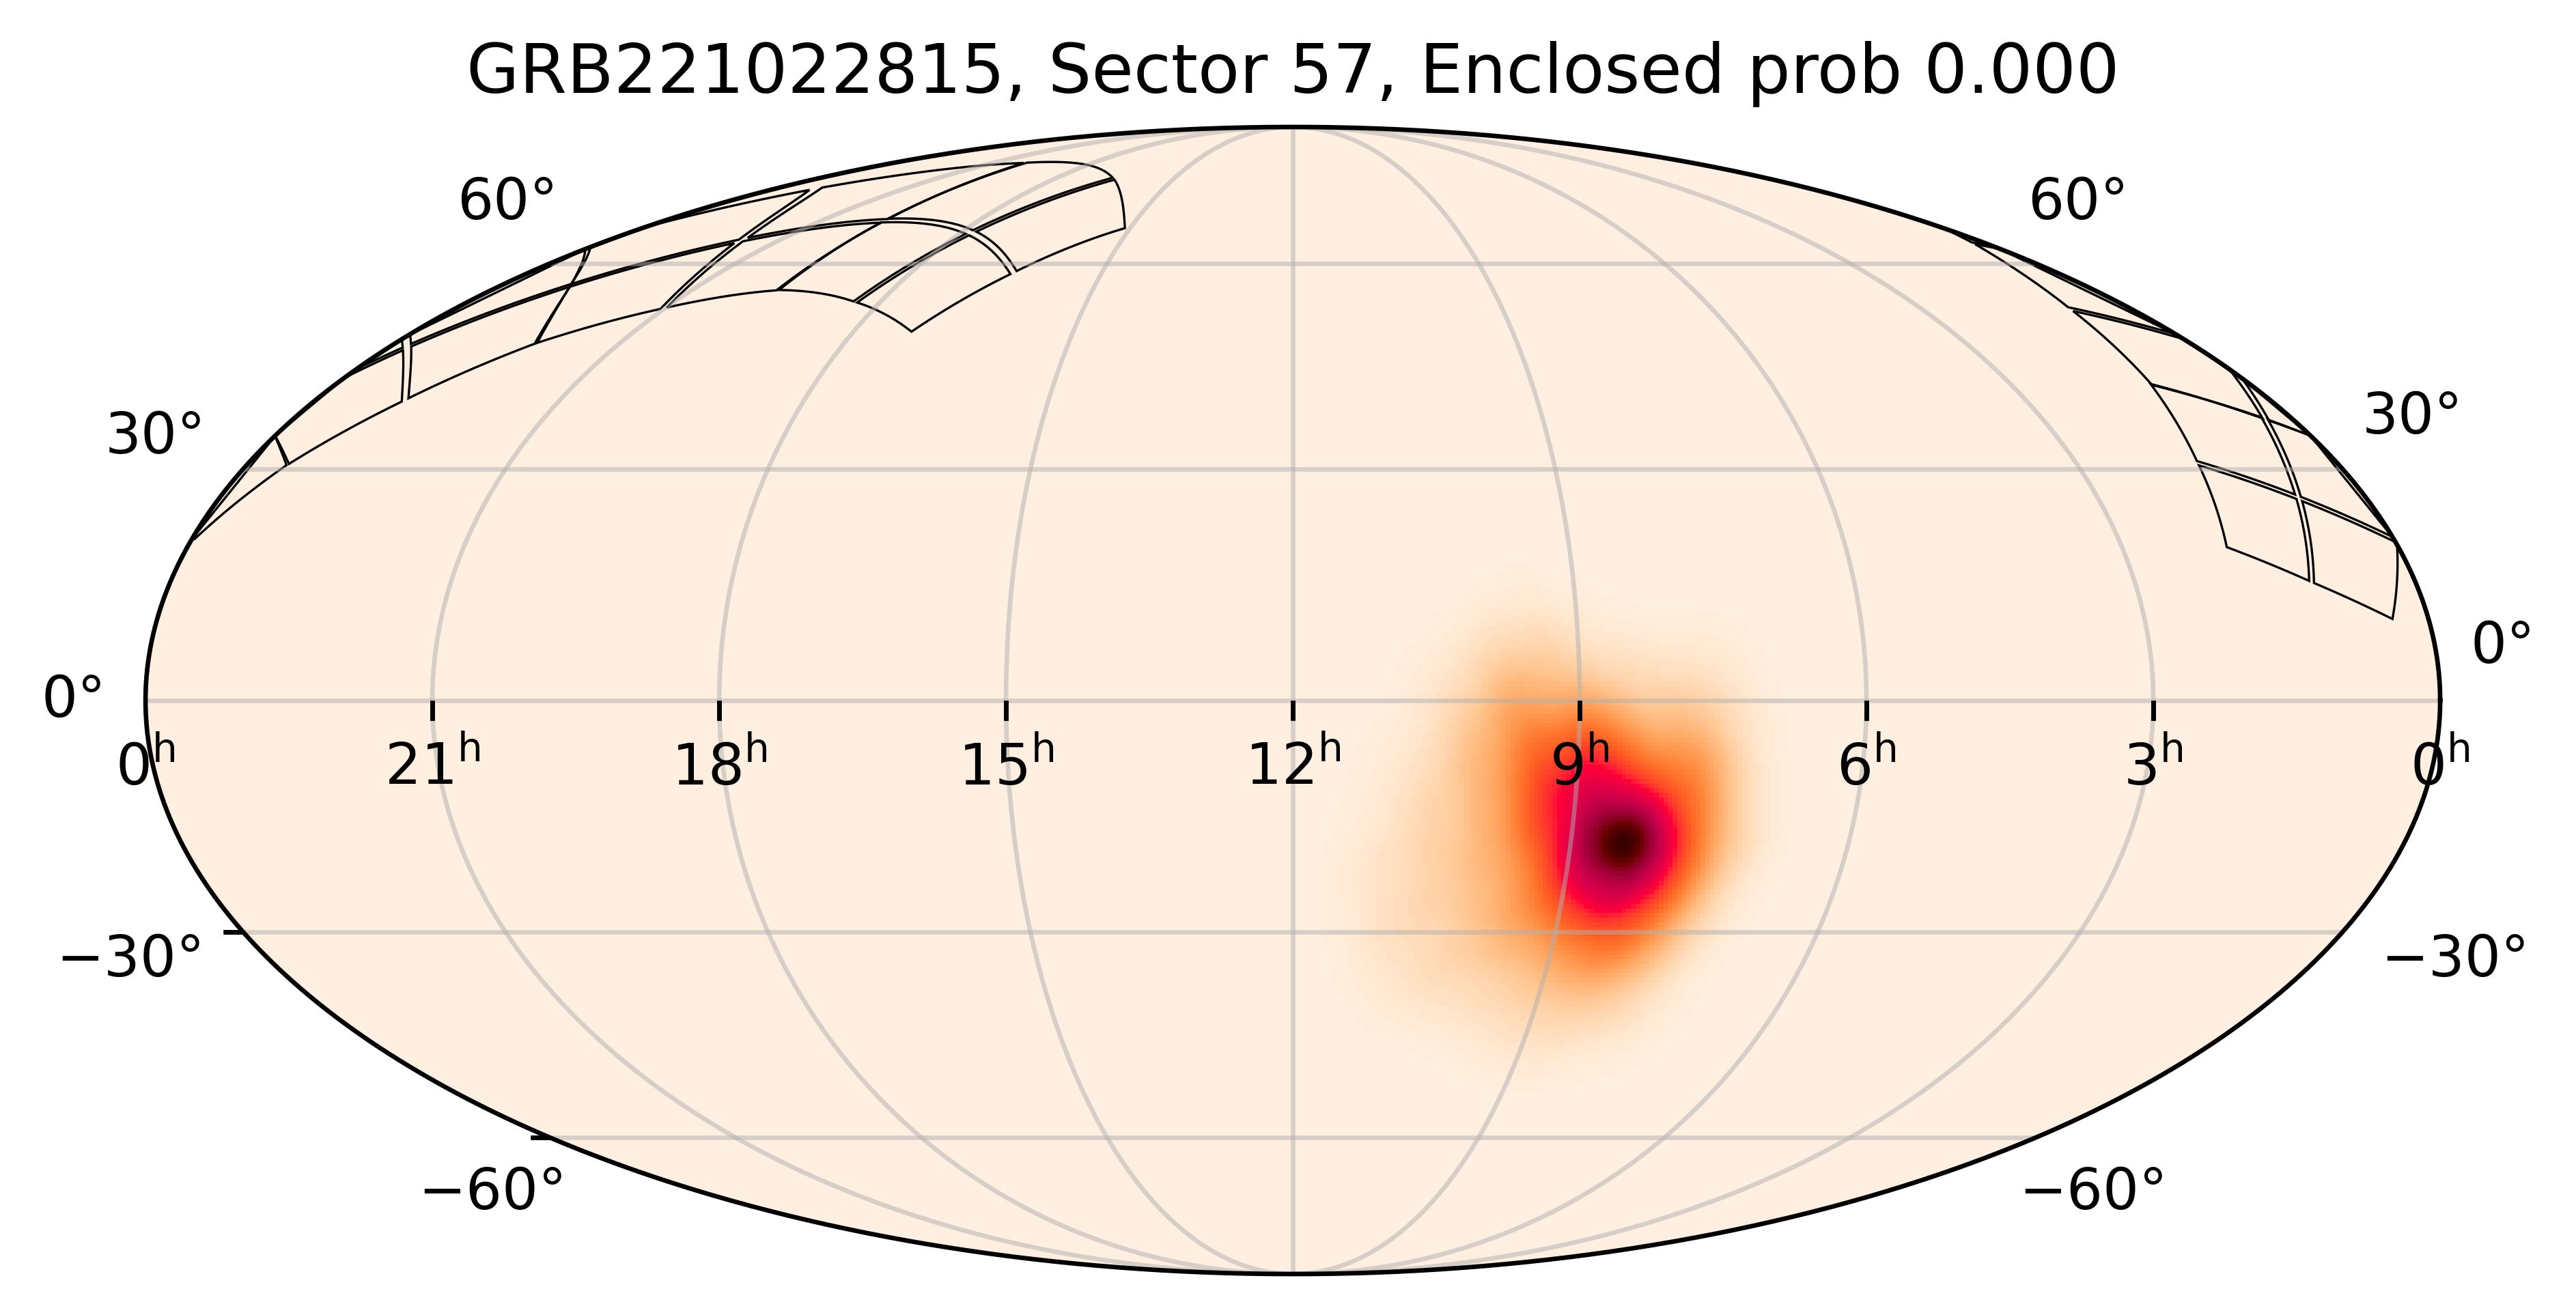 GRB221022815, Sector 57, Enclosed prob 0.000
60° 60°
30° 30°
0° 0°
0h 21h 18h 15h 12h 9h 6h 3h 0h
−30° −30°
−60° −60°